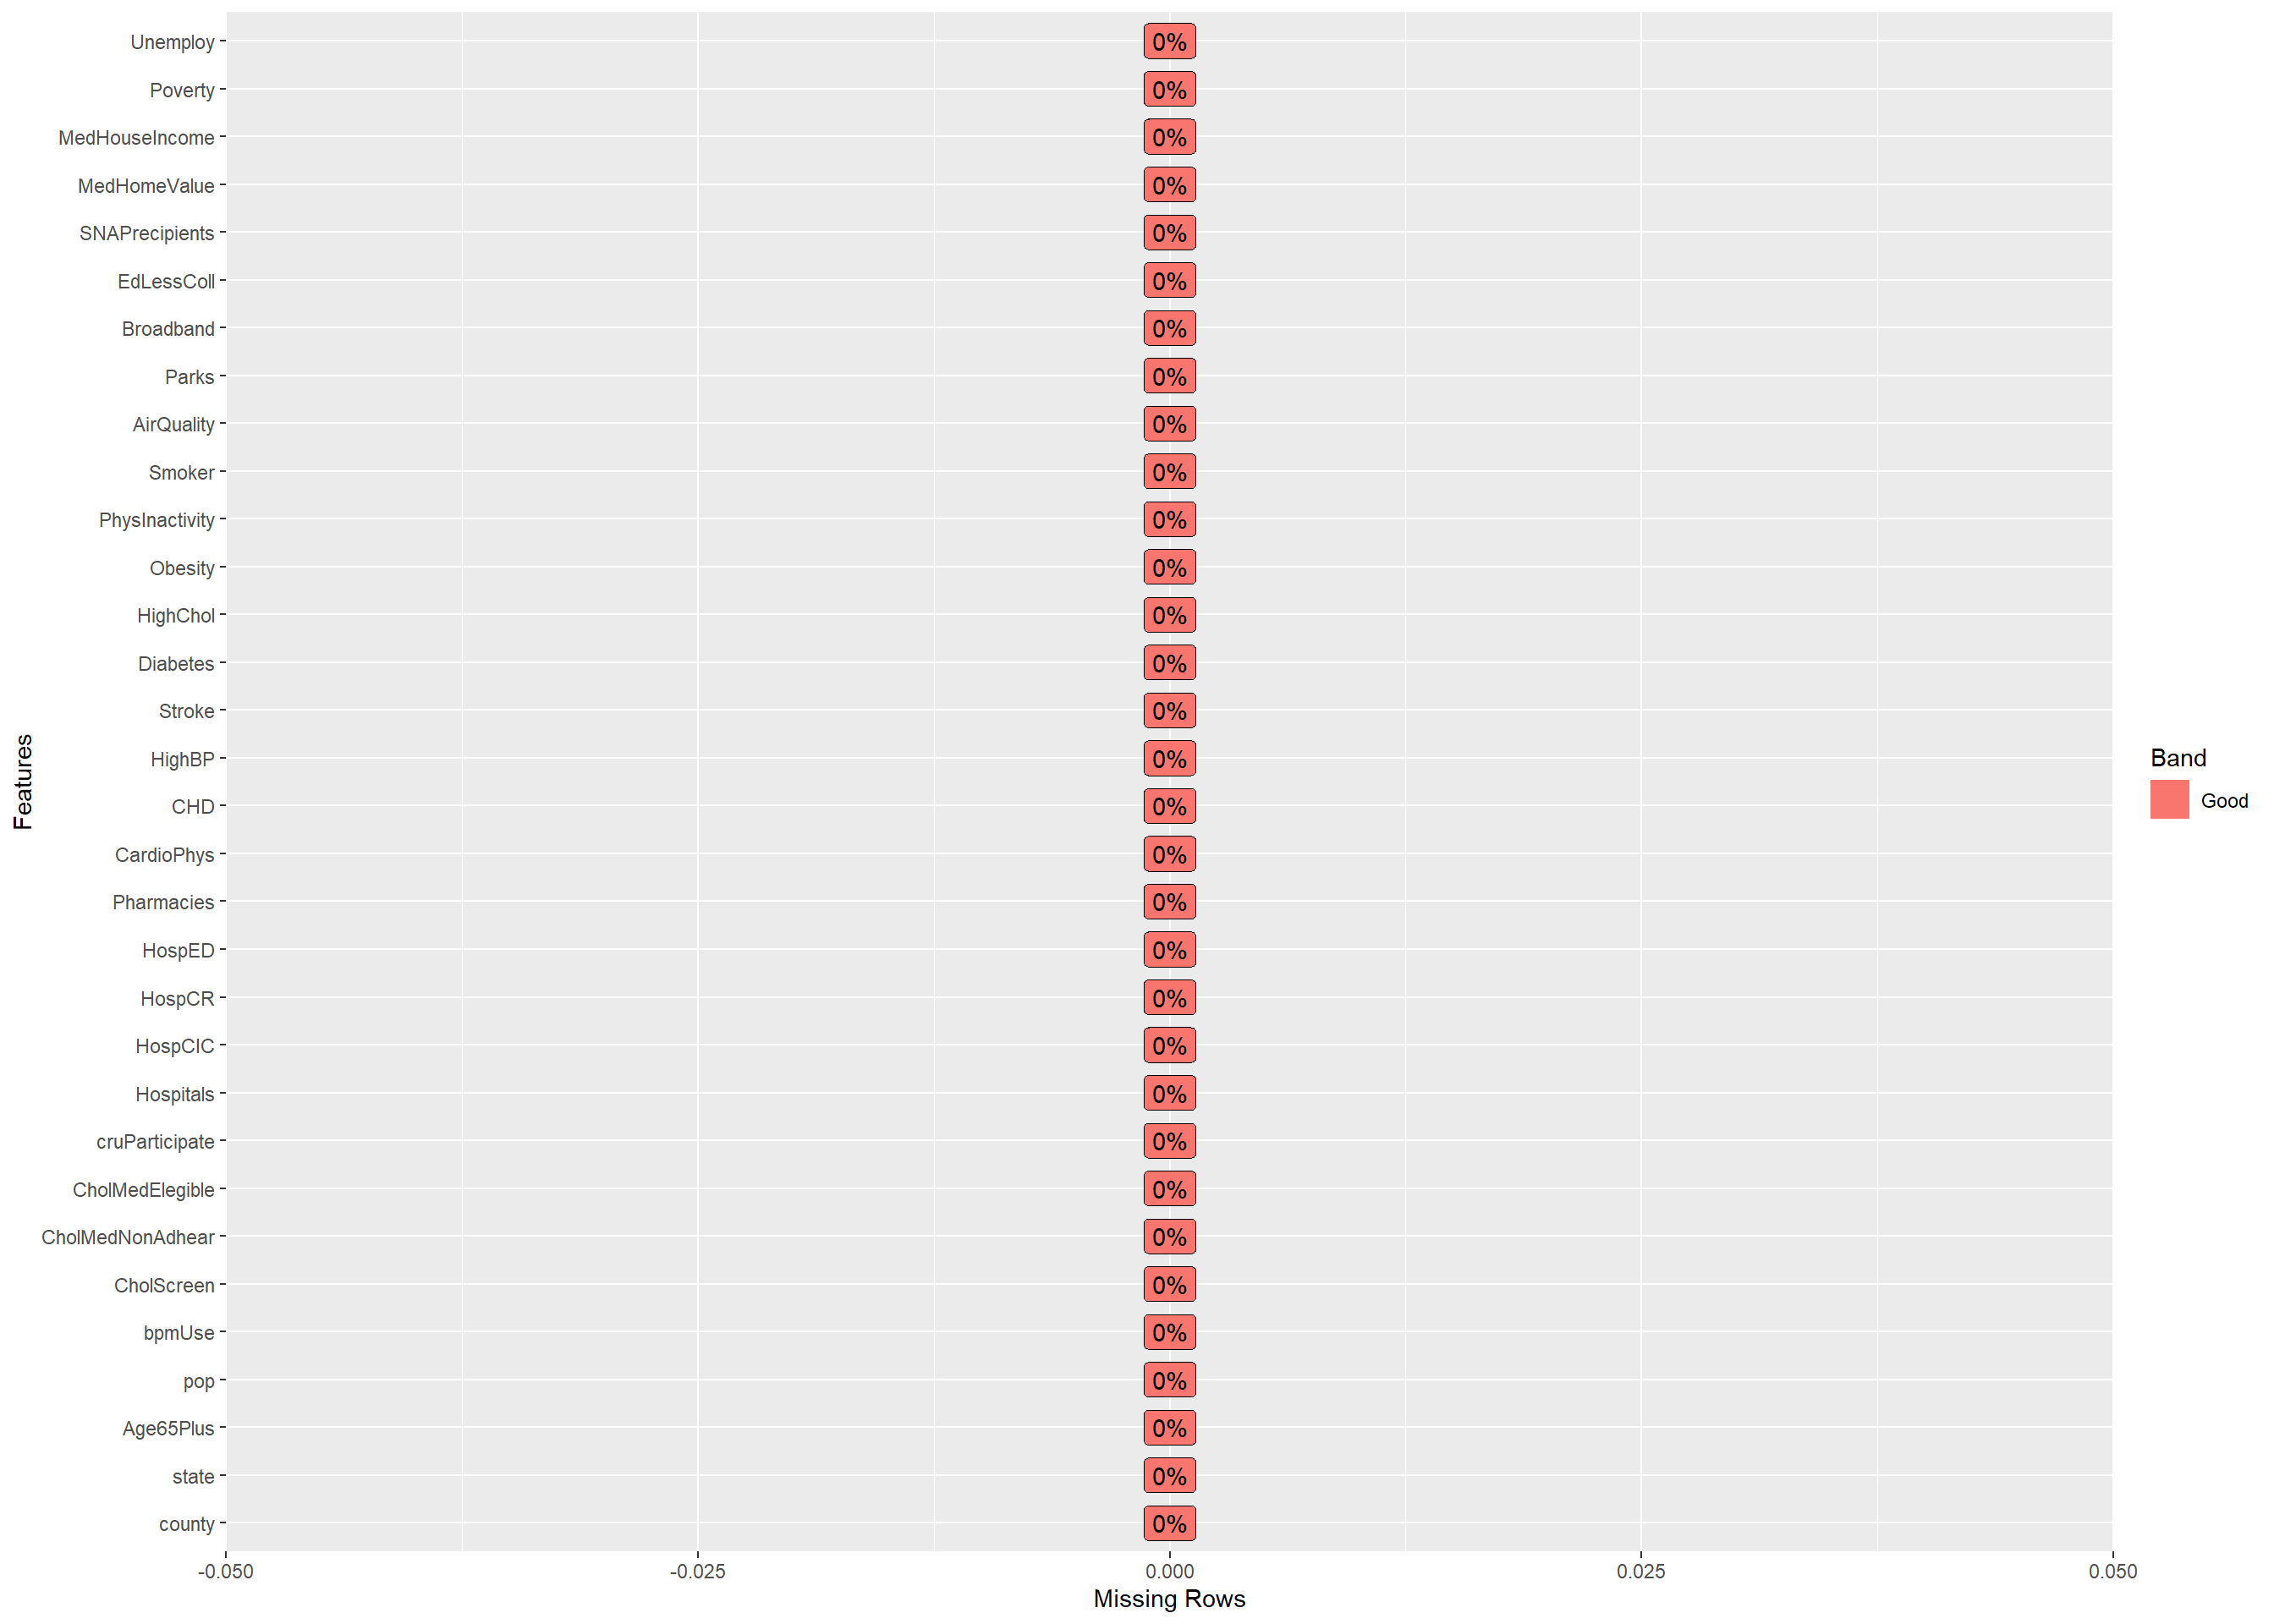 Unemploy 0%
Poverty 0%
MedHouseIncome 0%
MedHomeValue 0%
SNAPrecipients 0%
EdLessColl 0%
Broadband 0%
Parks 0%
AirQuality 0%
Smoker 0%
PhysInactivity 0%
Obesity 0%
HighChol 0%
Diabetes 0%
Stroke 0%
HighBP 0%
CHD 0%
CardioPhys 0%
Pharmacies 0%
HospED 0%
HospCR 0%
HospCIC 0%
Hospitals 0%
cruParticipate 0%
CholMedElegible 0%
CholMedNonAdhear 0%
CholScreen 0%
bpmUse 0%
pop 0%
Age65Plus 0%
state 0%
county 0%
-0.050 -0.025 0.000 0.025 0.050
Missing Rows
Features
Band
Good